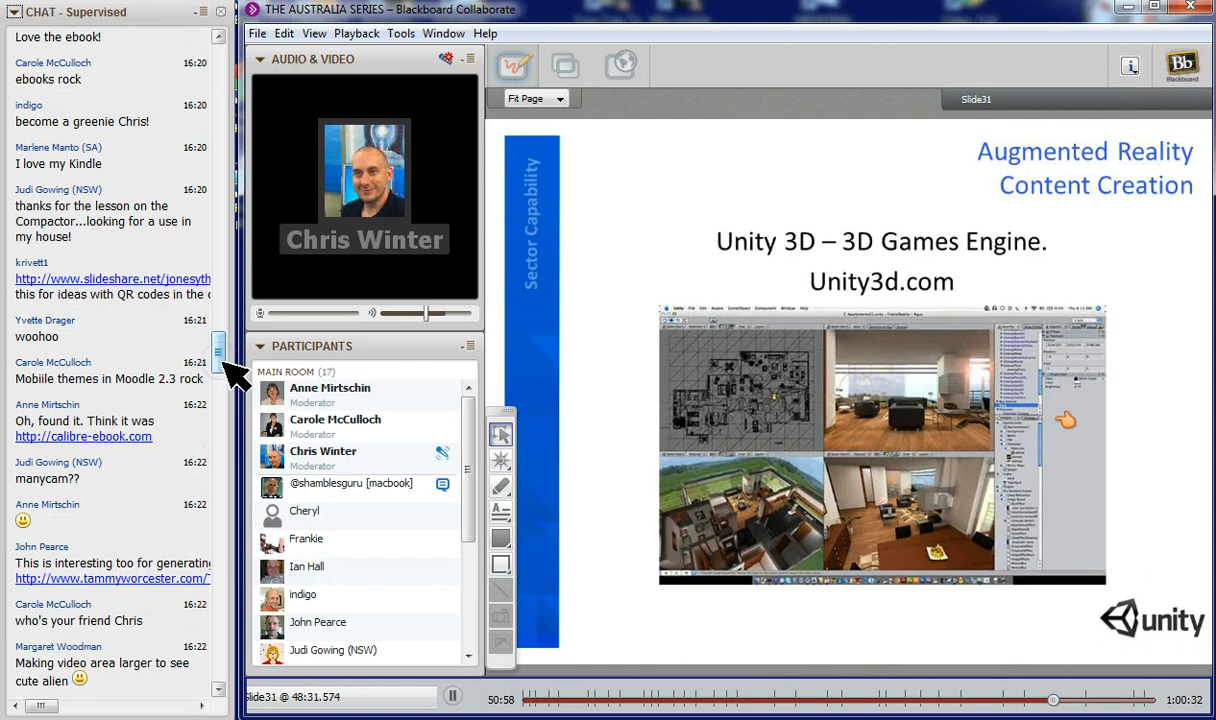 CHAT - Supervised
Love the ebook!
Carole McCulloch 16:20
ebooks rock
indigo 16:20
become a greenie Chris!
Marlene Manto (SA) 16:20
I love my Kindle
Judi Gowing (NSW) 16:20
thanks for the lesson on the
Compactor...looking for a use in
my house!
krivett1 16:21
http://www.slideshare.net/jonesyth
this for ideas with QR codes in the c
Yvette Drager 16:21
woohoo
Carole McCulloch 16:21
Mobiile themes in Moodle 2.3 rock
Anne Mirtschin 16:22
Oh, found it. Think it was
http://calibre-ebook.com
Judi Gowing (NSW) 16:22
manycam??
Anne Mirtschin 16:22
John Pearce 16:22
This is interesting too for generating
http://www.tammyworcester.com/T
Carole McCulloch 16:22
who's your friend Chris
Margaret Woodman 16:22
Making video area larger to see
cute alien
THE AUSTRALIA SERIES - Blackboard Collaborate
File Edit View Playback Tools Window Help
AUDIO & VIDEO
Chris Winter
PARTICIPANTS
MAIN ROOM (17)
Anne Mirtschin
Moderator
Carole McCulloch
Moderator
Chris Winter
Moderator
@shamblesguru [macbook]
Cheryl
Frankie
Ian Hall
indigo
John Pearce
Judi Gowing (NSW)
Bb
Blackboard
Fit Page
Slide31
Sector Capability
Augmented Reality
Content Creation
Unity 3D – 3D Games Engine.
Unity3d.com
unity
Slide31 @ 48:31.574
50:58
1:00:32